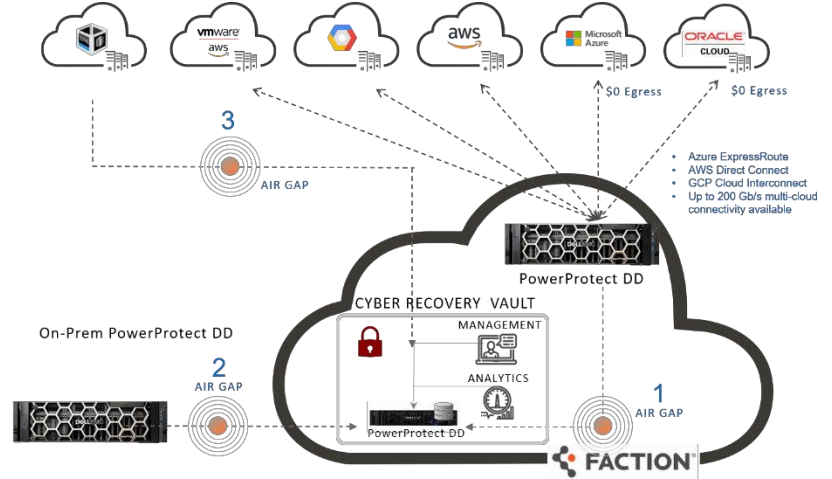 vmware
aws
aws
Microsoft
Azure
ORACLE
CLOUD
$0 Egress
$0 Egress
3
AIR GAP
• Azure ExpressRoute
• AWS Direct Connect
• GCP Cloud Interconnect
• Up to 200 Gb/s multi-cloud
connectivity available
DELL EMC
PowerProtect DD
CYBER RECOVERY VAULT
MANAGEMENT
ANALYTICS
PowerProtect DD
On-Prem PowerProtect DD
2
AIR GAP
1
AIR GAP
FACTION®